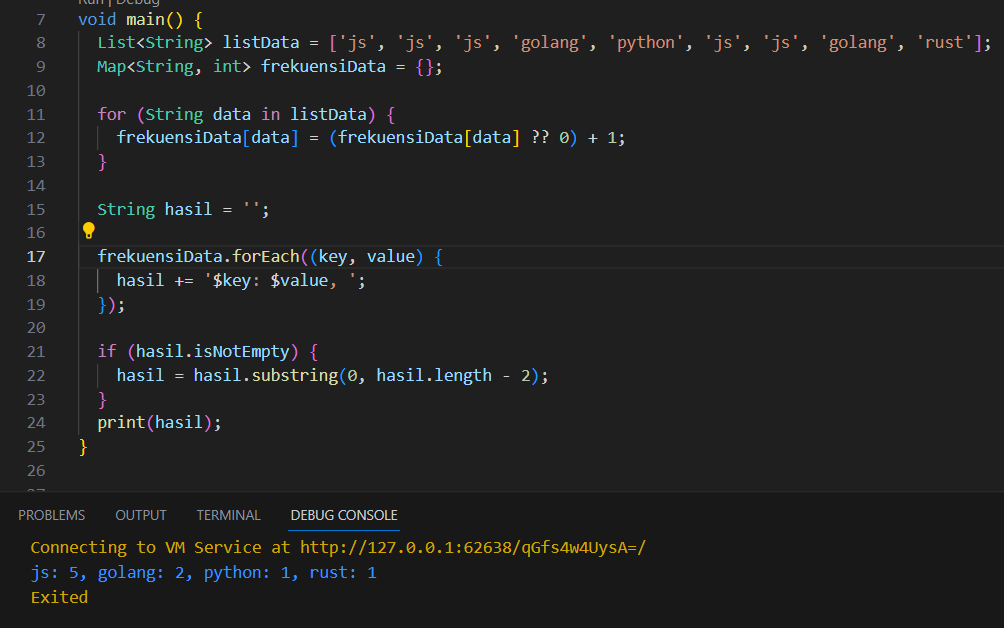 Run | Debug
7 void main() {
8 List<String> listData = ['js', 'js', 'js', 'golang', 'python', 'js', 'js', 'golang', 'rust'];
9 Map<String, int> frekuensiData = {};
10
11 for (String data in listData) {
12 frekuensiData[data] = (frekuensiData[data] ?? 0) + 1;
13 }
14
15 String hasil = '';
16
17 frekuensiData.forEach((key, value) {
18 hasil += '$key: $value, ';
19 });
20
21 if (hasil.isNotEmpty) {
22 hasil = hasil.substring(0, hasil.length - 2);
23 }
24 print(hasil);
25 }
26
27
PROBLEMS OUTPUT TERMINAL DEBUG CONSOLE
Connecting to VM Service at http://127.0.0.1:62638/qGfs4w4UysA=/
js: 5, golang: 2, python: 1, rust: 1
Exited